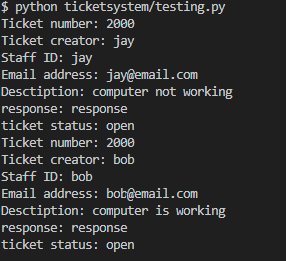 $ python ticketsystem/testing.py
Ticket number: 2000
Ticket creator: jay
Staff ID: jay
Email address: jay@email.com
Desctiption: computer not working
response: response
ticket status: open
Ticket number: 2000
Ticket creator: bob
Staff ID: bob
Email address: bob@email.com
Desctiption: computer is working
response: response
ticket status: open